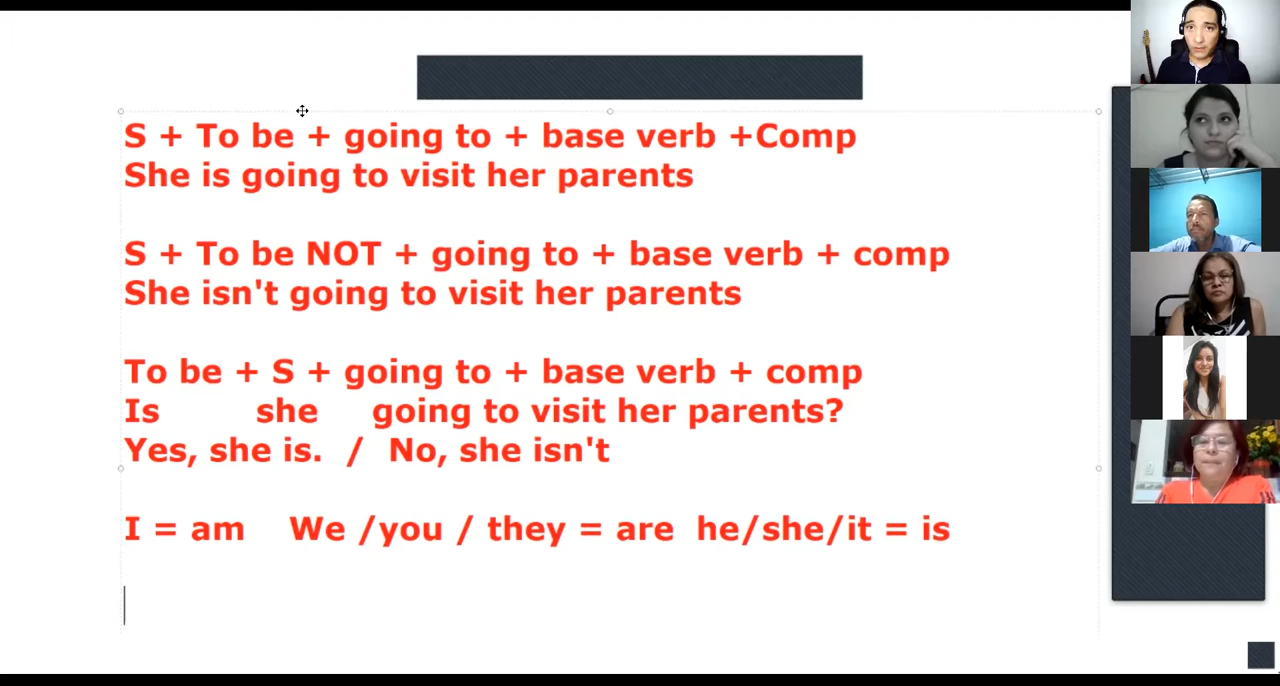 S + To be + going to + base verb +Comp
She is going to visit her parents
S + To be NOT + going to + base verb + comp
She isn't going to visit her parents
To be + S + going to + base verb + comp
Is she going to visit her parents?
Yes, she is. / No, she isn't
I = am We /you / they = are he/she/it = is